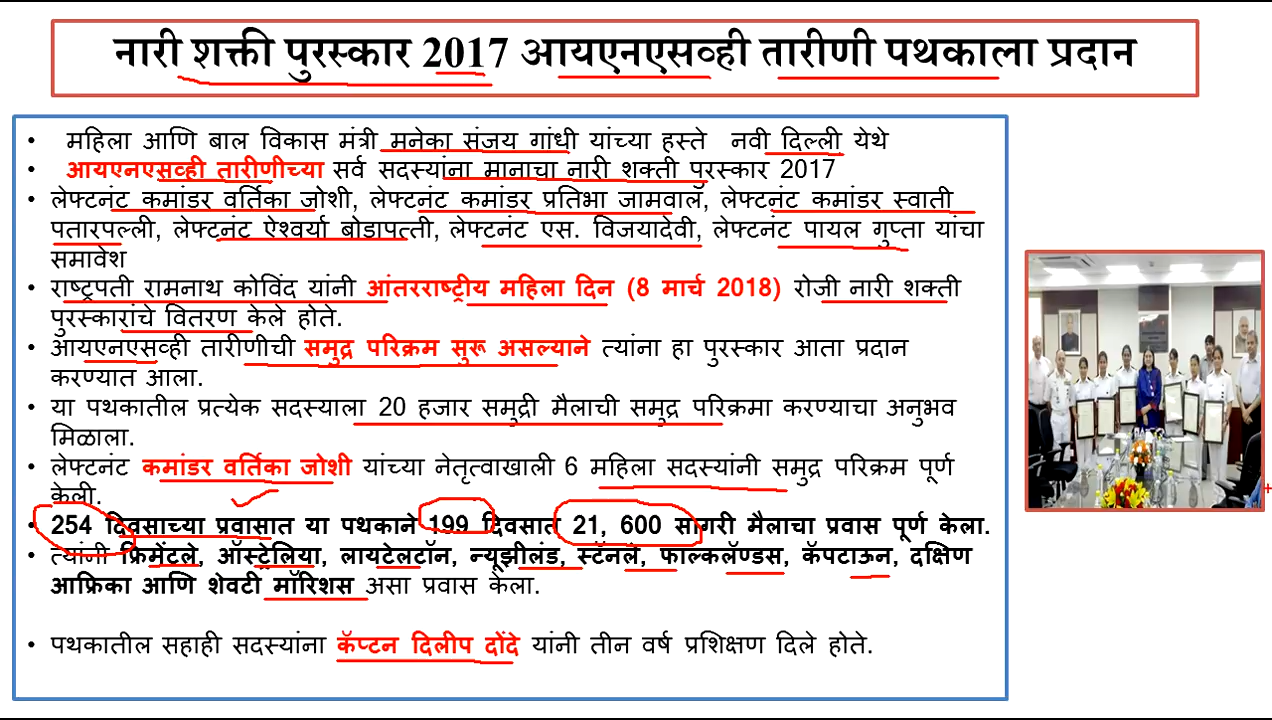 नारी शक्ती पुरस्कार 2017 आयएनएसव्ही तारीणी पथकाला प्रदान
• महिला आणि बाल विकास मंत्री मनेका संजय गांधी यांच्या हस्ते नवी दिल्ली येथे
• आयएनएसव्ही तारीणीच्या सर्व सदस्यांना मानाचा नारी शक्ती पुरस्कार 2017
• लेफ्टनंट कमांडर वर्तिका जोशी, लेफ्टनंट कमांडर प्रतिभा जामवाल, लेफ्टनंट कमांडर स्वाती
पतारपल्ली, लेफ्टनंट ऐश्वर्या बोडापत्ती, लेफ्टनंट एस. विजयादेवी, लेफ्टनंट पायल गुप्ता यांचा
समावेश
• राष्ट्रपती रामनाथ कोविंद यांनी आंतरराष्ट्रीय महिला दिन (8 मार्च 2018) रोजी नारी शक्ती
पुरस्कारांचे वितरण केले होते.
• आयएनएसव्ही तारीणीची समुद्र परिक्रम सुरू असल्याने त्यांना हा पुरस्कार आता प्रदान
करण्यात आला.
• या पथकातील प्रत्येक सदस्याला 20 हजार समुद्री मैलाची समुद्र परिक्रमा करण्याचा अनुभव
मिळाला.
• लेफ्टनंट कमांडर वर्तिका जोशी यांच्या नेतृत्वाखाली 6 महिला सदस्यांनी समुद्र परिक्रम पूर्ण
केली.
• 254 दिवसाच्या प्रवासात या पथकाने 199 दिवसात 21, 600 सागरी मैलाचा प्रवास पूर्ण केला.
• त्यांनी फ्रिमेंटले, ऑस्ट्रेलिया, लायटेलटॉन, न्यूझीलंड, स्टॅनले, फाल्कलॅण्डस, कॅपटाऊन, दक्षिण
आफ्रिका आणि शेवटी मॉरिशस असा प्रवास केला.
• पथकातील सहाही सदस्यांना कॅप्टन दिलीप दोंदे यांनी तीन वर्ष प्रशिक्षण दिले होते.